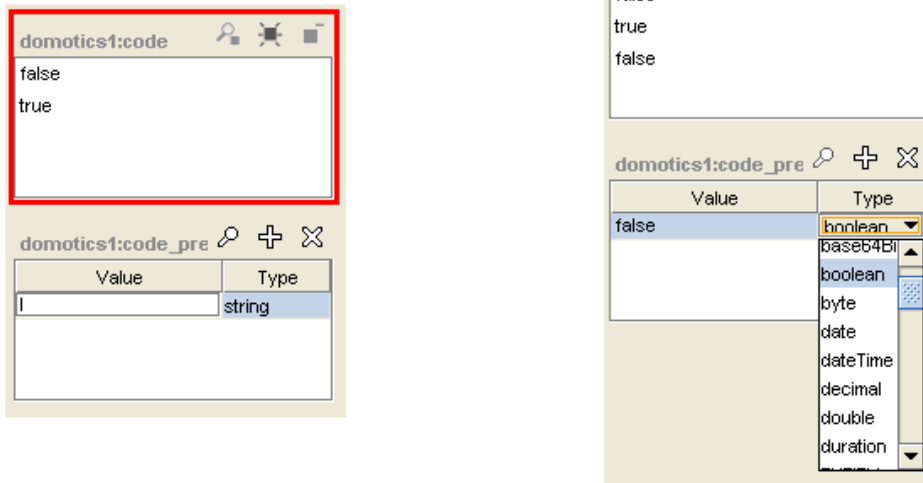 domotics1:code
false
true
domotics1:code_pre
Value Type
string
true
false
domotics1:code_pre
Value Type
false boolean
base64Bi
boolean
byte
date
dateTime
decimal
double
duration